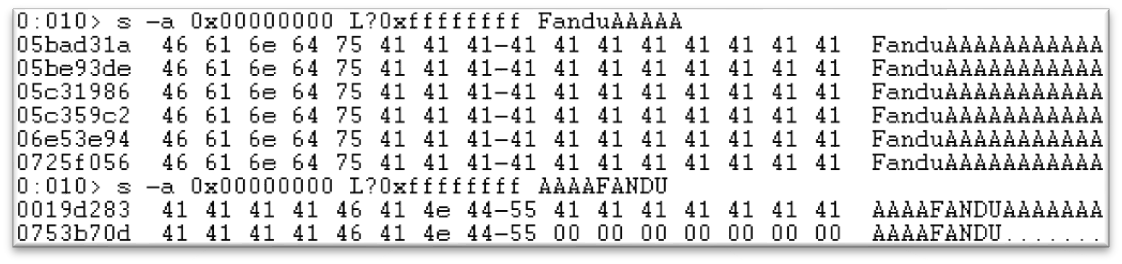 0:010> s -a 0x00000000 L?0xffffffff FanduAAAAA
05bad31a  46 61 6e 64 75 41 41 41-41 41 41 41 41 41 41 41  FanduAAAAAAAAAAA
05be93de  46 61 6e 64 75 41 41 41-41 41 41 41 41 41 41 41  FanduAAAAAAAAAAA
05c31986  46 61 6e 64 75 41 41 41-41 41 41 41 41 41 41 41  FanduAAAAAAAAAAA
05c359c2  46 61 6e 64 75 41 41 41-41 41 41 41 41 41 41 41  FanduAAAAAAAAAAA
06e53e94  46 61 6e 64 75 41 41 41-41 41 41 41 41 41 41 41  FanduAAAAAAAAAAA
0725f056  46 61 6e 64 75 41 41 41-41 41 41 41 41 41 41 41  FanduAAAAAAAAAAA
0:010> s -a 0x00000000 L?0xffffffff AAAAFANDU
0019d283  41 41 41 41 46 41 4e 44-55 41 41 41 41 41 41 41  AAAAFANDUAAAAAAA
0753b70d  41 41 41 41 46 41 4e 44-55 00 00 00 00 00 00 00  AAAAFANDU.......